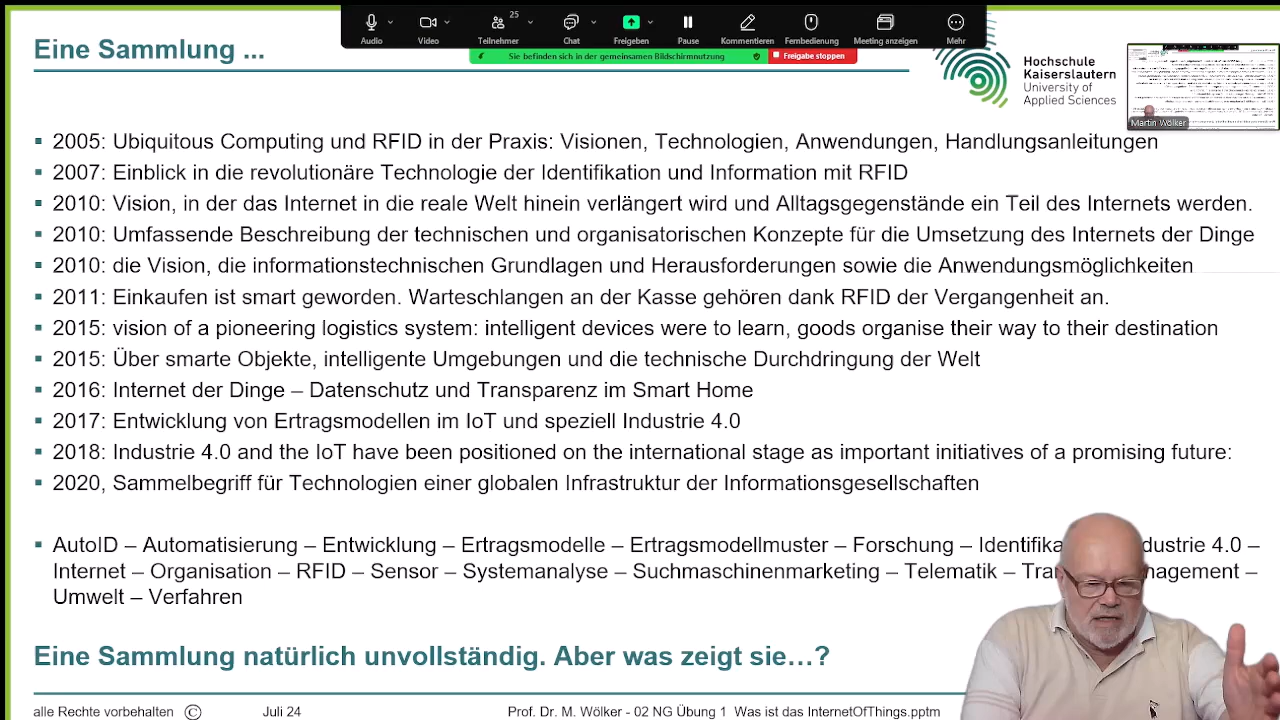 25
Audio
Video
Teilnehmer
Chat
Freigeben
Pause
Kommentieren
Fernbedienung
Meeting anzeigen
Mehr
Sie befinden sich in der gemeinsamen Bildschirmnutzung
Freigabe stoppen
Eine Sammlung ...
Hochschule
Kaiserslautern
University of
Applied Sciences
Martin Wölker
▪ 2005: Ubiquitous Computing und RFID in der Praxis: Visionen, Technologien, Anwendungen, Handlungsanleitungen
▪ 2007: Einblick in die revolutionäre Technologie der Identifikation und Information mit RFID
▪ 2010: Vision, in der das Internet in die reale Welt hinein verlängert wird und Alltagsgegenstände ein Teil des Internets werden.
▪ 2010: Umfassende Beschreibung der technischen und organisatorischen Konzepte für die Umsetzung des Internets der Dinge
▪ 2010: die Vision, die informationstechnischen Grundlagen und Herausforderungen sowie die Anwendungsmöglichkeiten
▪ 2011: Einkaufen ist smart geworden. Warteschlangen an der Kasse gehören dank RFID der Vergangenheit an.
▪ 2015: vision of a pioneering logistics system: intelligent devices were to learn, goods organise their way to their destination
▪ 2015: Über smarte Objekte, intelligente Umgebungen und die technische Durchdringung der Welt
▪ 2016: Internet der Dinge – Datenschutz und Transparenz im Smart Home
▪ 2017: Entwicklung von Ertragsmodellen im IoT und speziell Industrie 4.0
▪ 2018: Industrie 4.0 and the IoT have been positioned on the international stage as important initiatives of a promising future:
▪ 2020, Sammelbegriff für Technologien einer globalen Infrastruktur der Informationsgesellschaften
▪ AutoID – Automatisierung – Entwicklung – Ertragsmodelle – Ertragsmodellmuster – Forschung – 4.0 –
Internet – Organisation – RFID – Sensor – Systemanalyse – Suchmaschinenmarketing – Telematik – –
Umwelt – Verfahren
Eine Sammlung natürlich unvollständig. Aber was zeigt sie…?
alle Rechte vorbehalten ©
Juli 24
Prof. Dr. M. Wölker - 02 NG Übung 1 Was ist das InternetOfThings.pptm